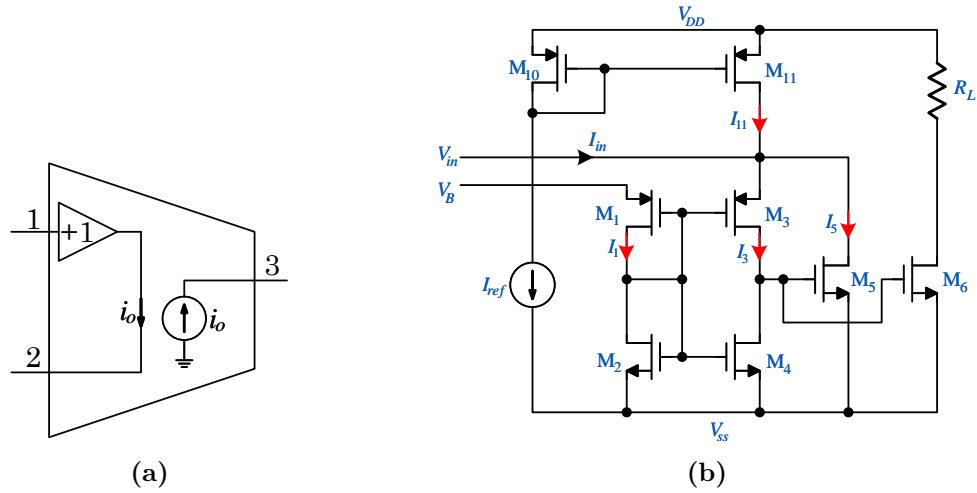 V_DD
M_10
M_11
R_L
I_11
V_in
I_in
V_B
1
+1
M_1
M_3
I_1
I_3
I_5
3
i_o
i_o
I_ref
M_5
M_6
2
M_2
M_4
V_ss
(a)
(b)